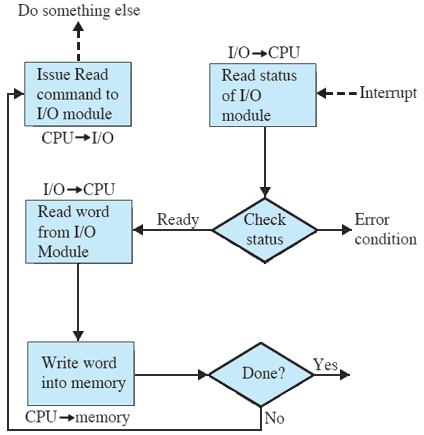 Do something else
Issue Read
command to
I/O module
CPU→I/O
I/O→CPU
Read status
of I/O
module
Interrupt
I/O→CPU
Read word
from I/O
Module
Ready
Check
status
Error
condition
Write word
into memory
CPU→memory
Done?
Yes
No